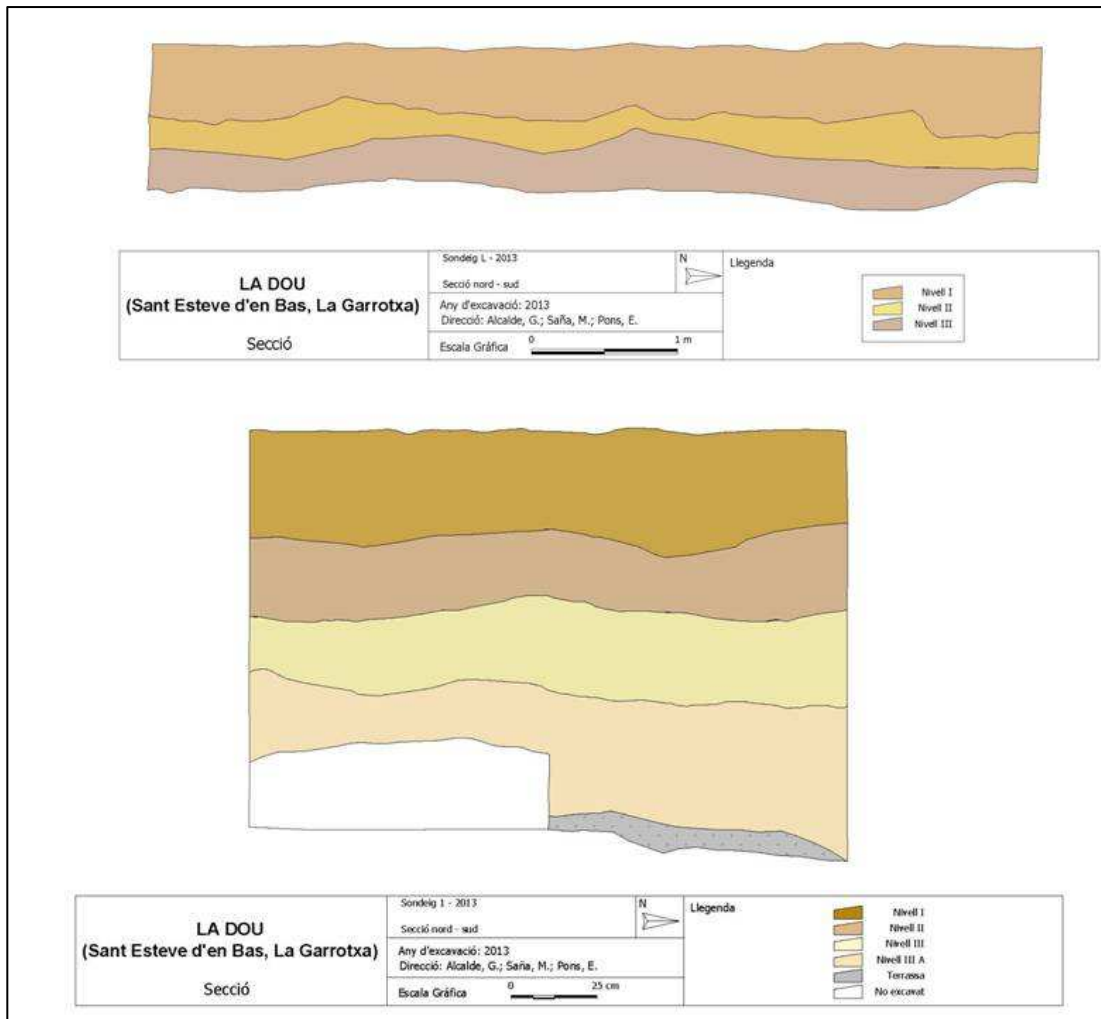 LA DOU
(Sant Esteve d'en Bas, La Garrotxa)
Secció
Sondeig L - 2013
Secció nord - sud
N
Any d'excavació: 2013
Direcció: Alcalde, G.; Saña, M.; Pons, E.
Escala Gráfica 0 1 m
Llegenda
Nivell I
Nivell II
Nivell III
LA DOU
(Sant Esteve d'en Bas, La Garrotxa)
Secció
Sondeig 1 - 2013
Secció nord - sud
N
Any d'excavació: 2013
Direcció: Alcalde, G.; Saña, M.; Pons, E.
Escala Gráfica 0 25 cm
Llegenda
Nivell I
Nivell II
Nivell III
Nivell III A
Terrassa
No excavat